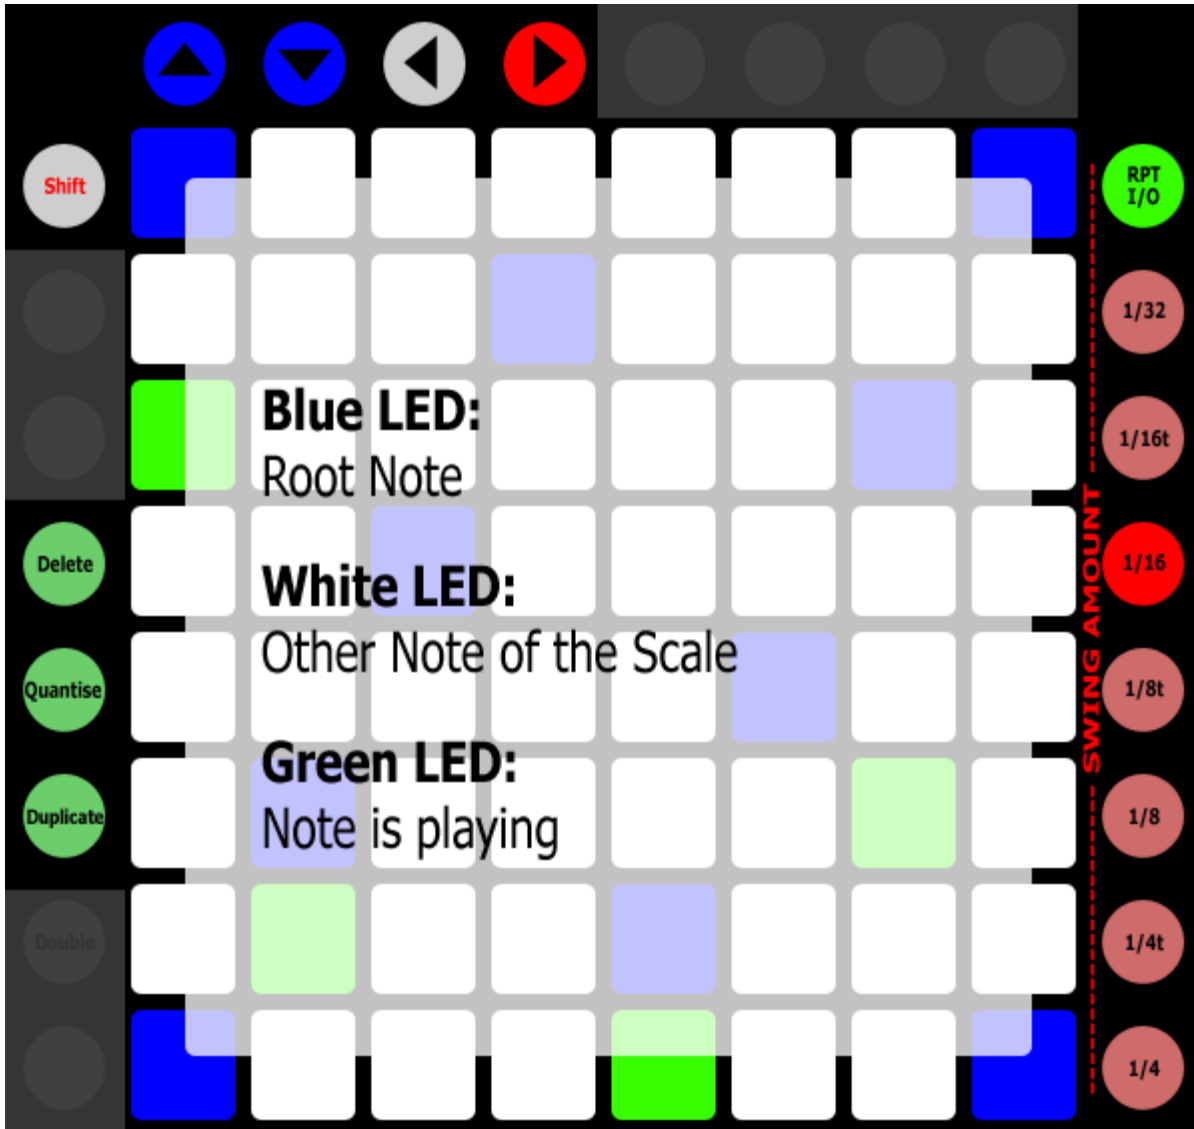 Shift
RPT
I/O
1/32
Blue LED:
Root Note
1/16t
Delete
White LED:
Other Note of the Scale
SWING AMOUNT
1/16
Quantise
1/8t
Green LED:
Note is playing
Duplicate
1/8
Double
1/4t
1/4